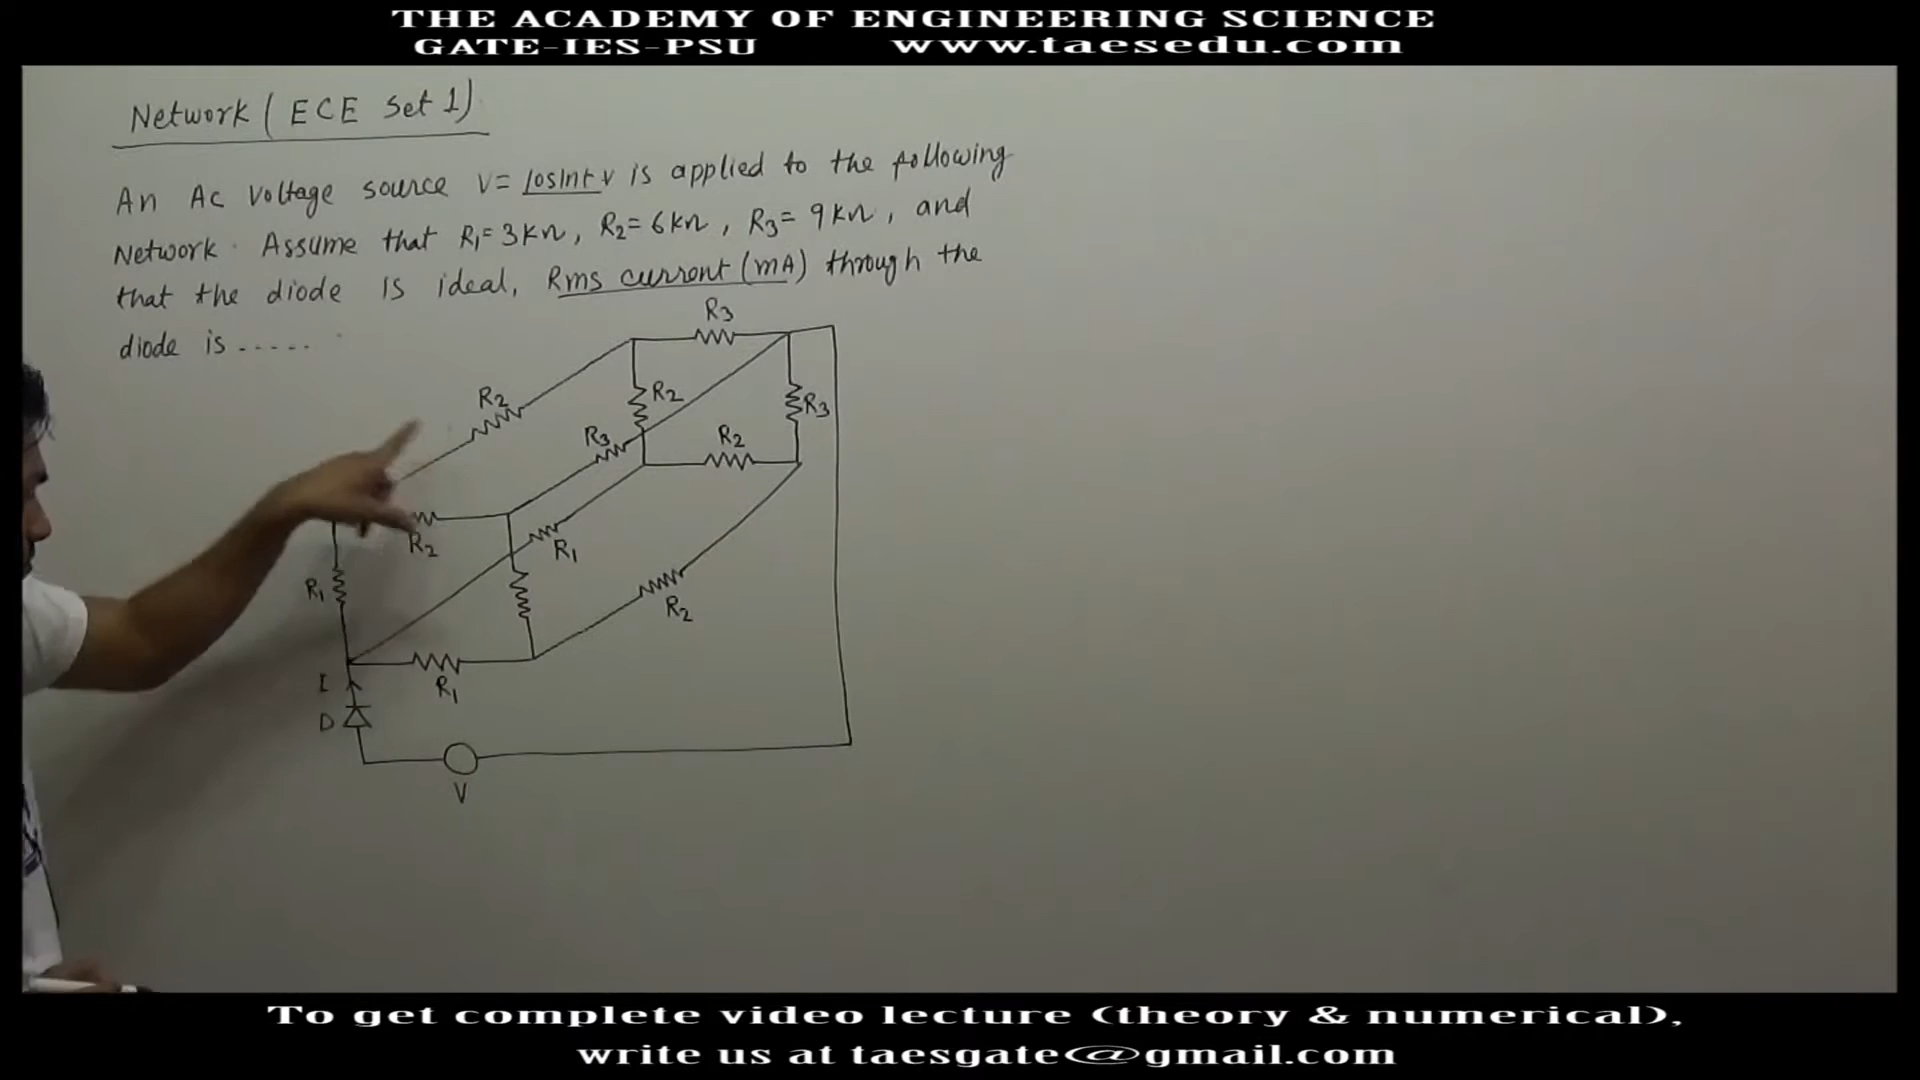 THE ACADEMY OF ENGINEERING SCIENCE
GATE-IES-PSU www.taesedu.com
Network (ECE Set 1)
An Ac Voltage source V= 10sint V is applied to the following
Network. Assume that R1= 3KΩ, R2= 6KΩ, R3= 9KΩ, and
that the diode is ideal, Rms current (mA) through the
diode is .....
R3
R2
R2
R3
R3
R2
R2
R1
R1
R2
R1
I
D
V
To get complete video lecture (theory & numerical),
write us at taesgate@gmail.com